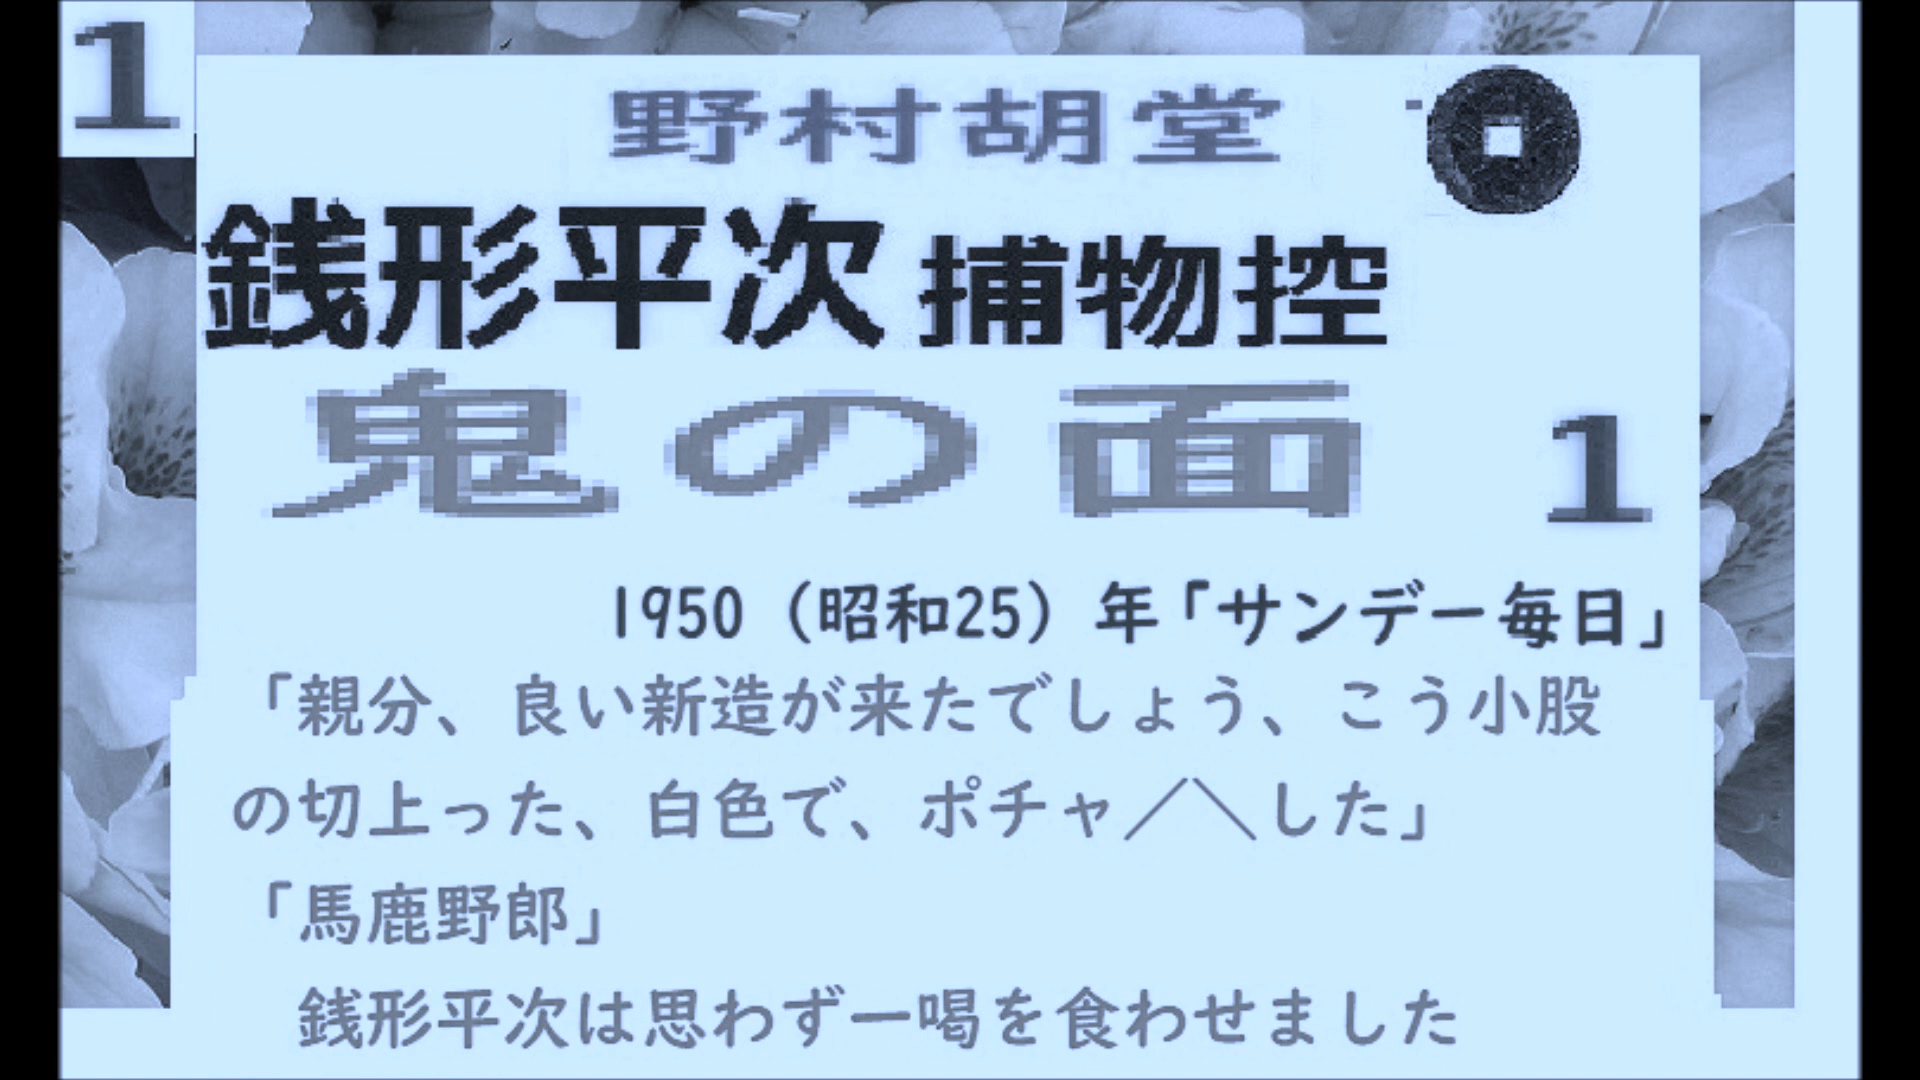 1
野村胡堂
銭形平次 捕物控
鬼の面 1
1950（昭和25）年「サンデー毎日」
「親分、良い新造が来たでしょう、こう小股
の切上った、白色で、ポチャ／＼した」
「馬鹿野郎」
銭形平次は思わず一喝を食わせました